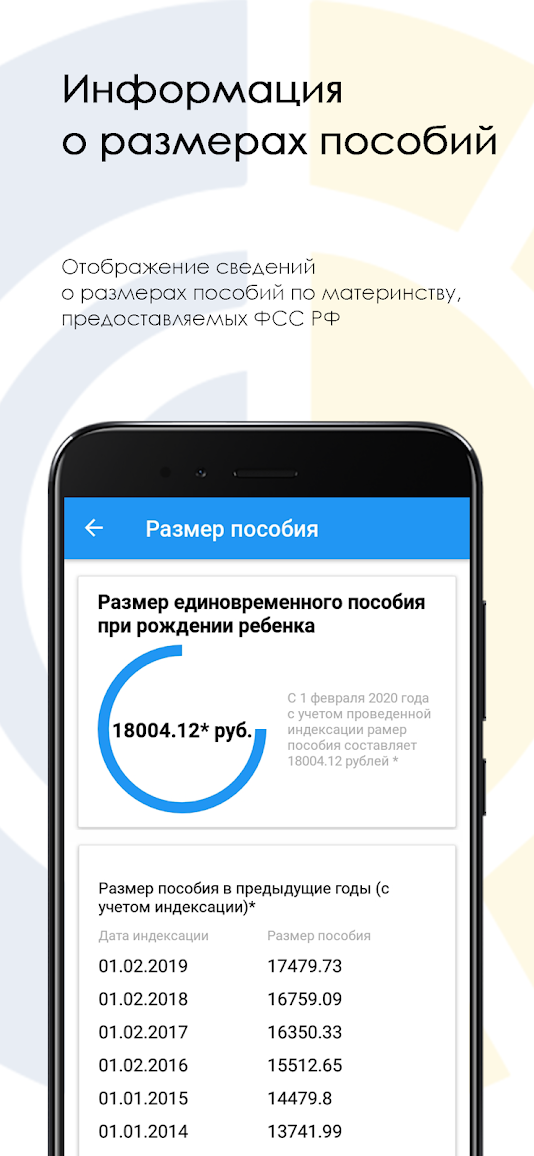 Информация
о размерах пособий
Отображение сведений
о размерах пособий по материнству,
предоставляемых ФСС РФ
Размер пособия
Размер единовременного пособия
при рождении ребенка
18004.12* руб.
С 1 февраля 2020 года
с учетом проведенной
индексации рамер
пособия составляет
18004.12 рублей *
Размер пособия в предыдущие годы (с
учетом индексации)*
Дата индексации Размер пособия
01.02.2019 17479.73
01.02.2018 16759.09
01.02.2017 16350.33
01.02.2016 15512.65
01.01.2015 14479.8
01.01.2014 13741.99